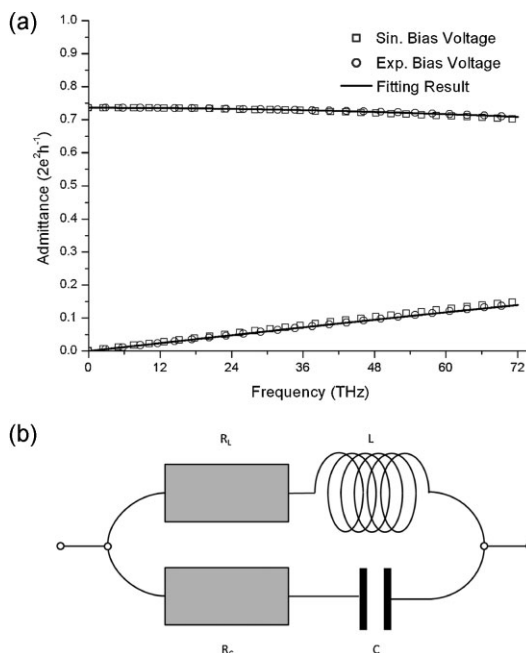 (a)
1.0
0.9
0.8
0.7
0.6
0.5
0.4
0.3
0.2
0.1
0.0
Admittance (2e²h⁻¹)
Sin. Bias Voltage
Exp. Bias Voltage
Fitting Result
0 12 24 36 48 60 72
Frequency (THz)
(b)
R_L L
C